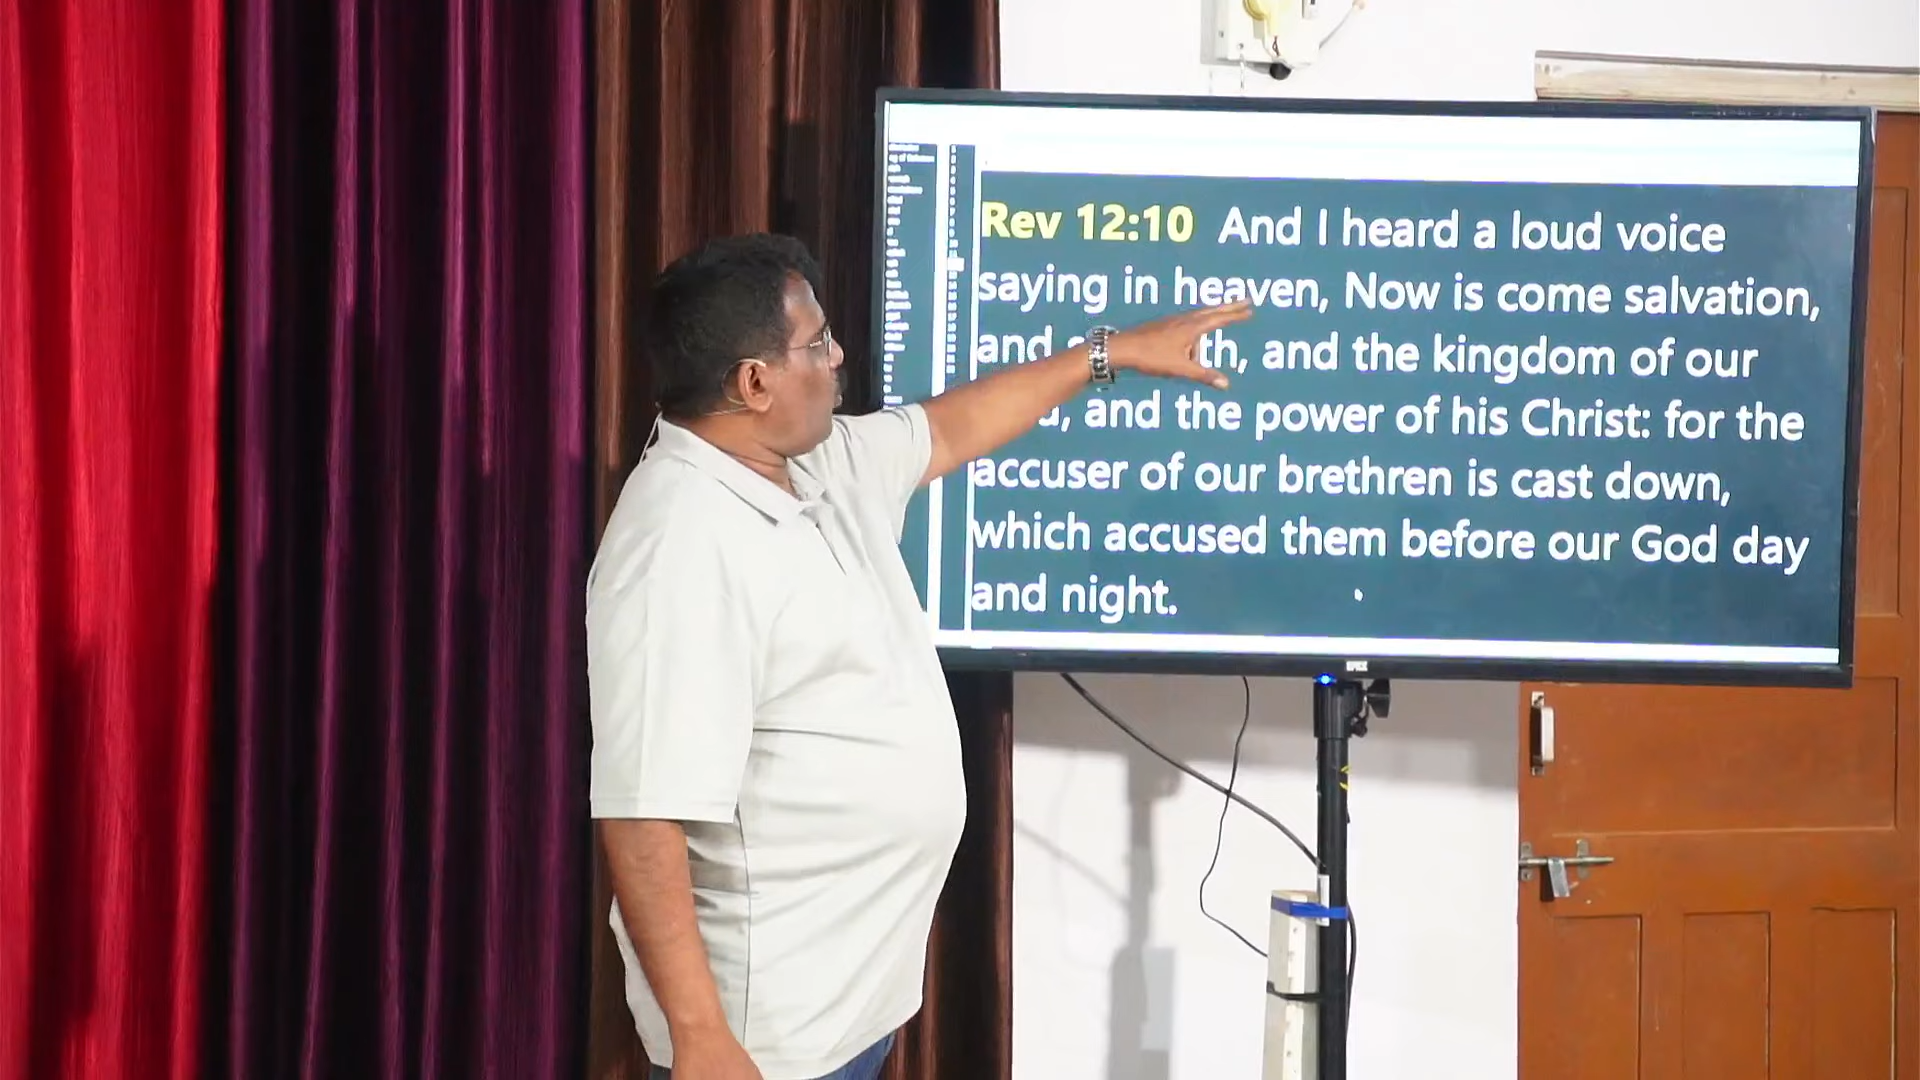 Rev 12:10 And I heard a loud voice
saying in heaven, Now is come salvation,
and th, and the kingdom of our
and the power of his Christ: for the
accuser of our brethren is cast down,
which accused them before our God day
and night.